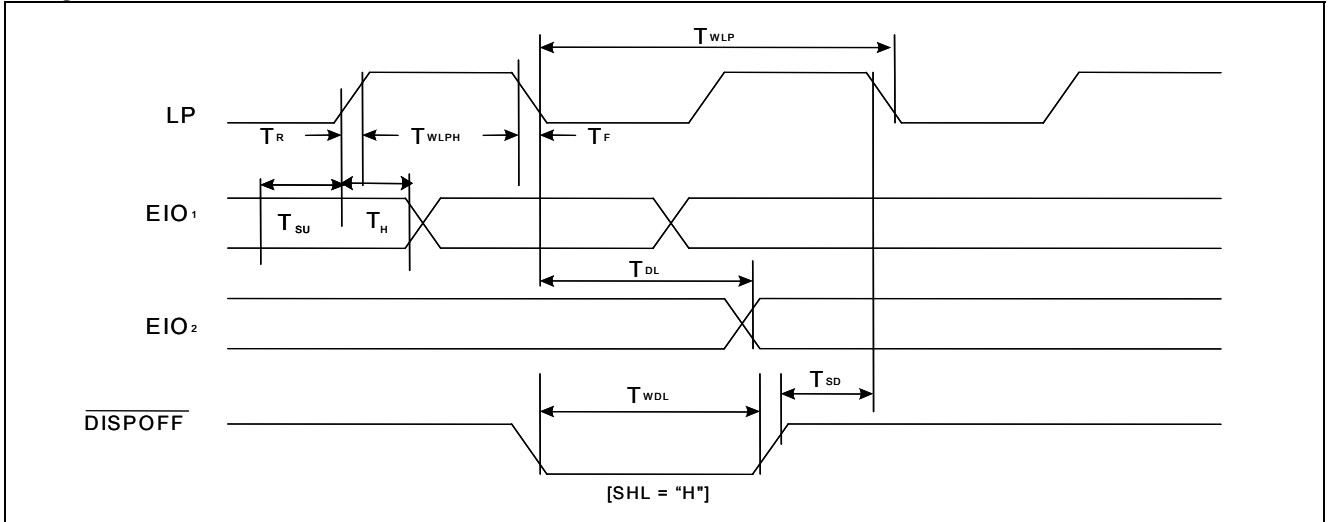 TWLP
LP
TR
TWLPH
TF
EIO1
TSU
TH
TDL
EIO2
TSD
TWDL
DISPOFF
[SHL = “H"]